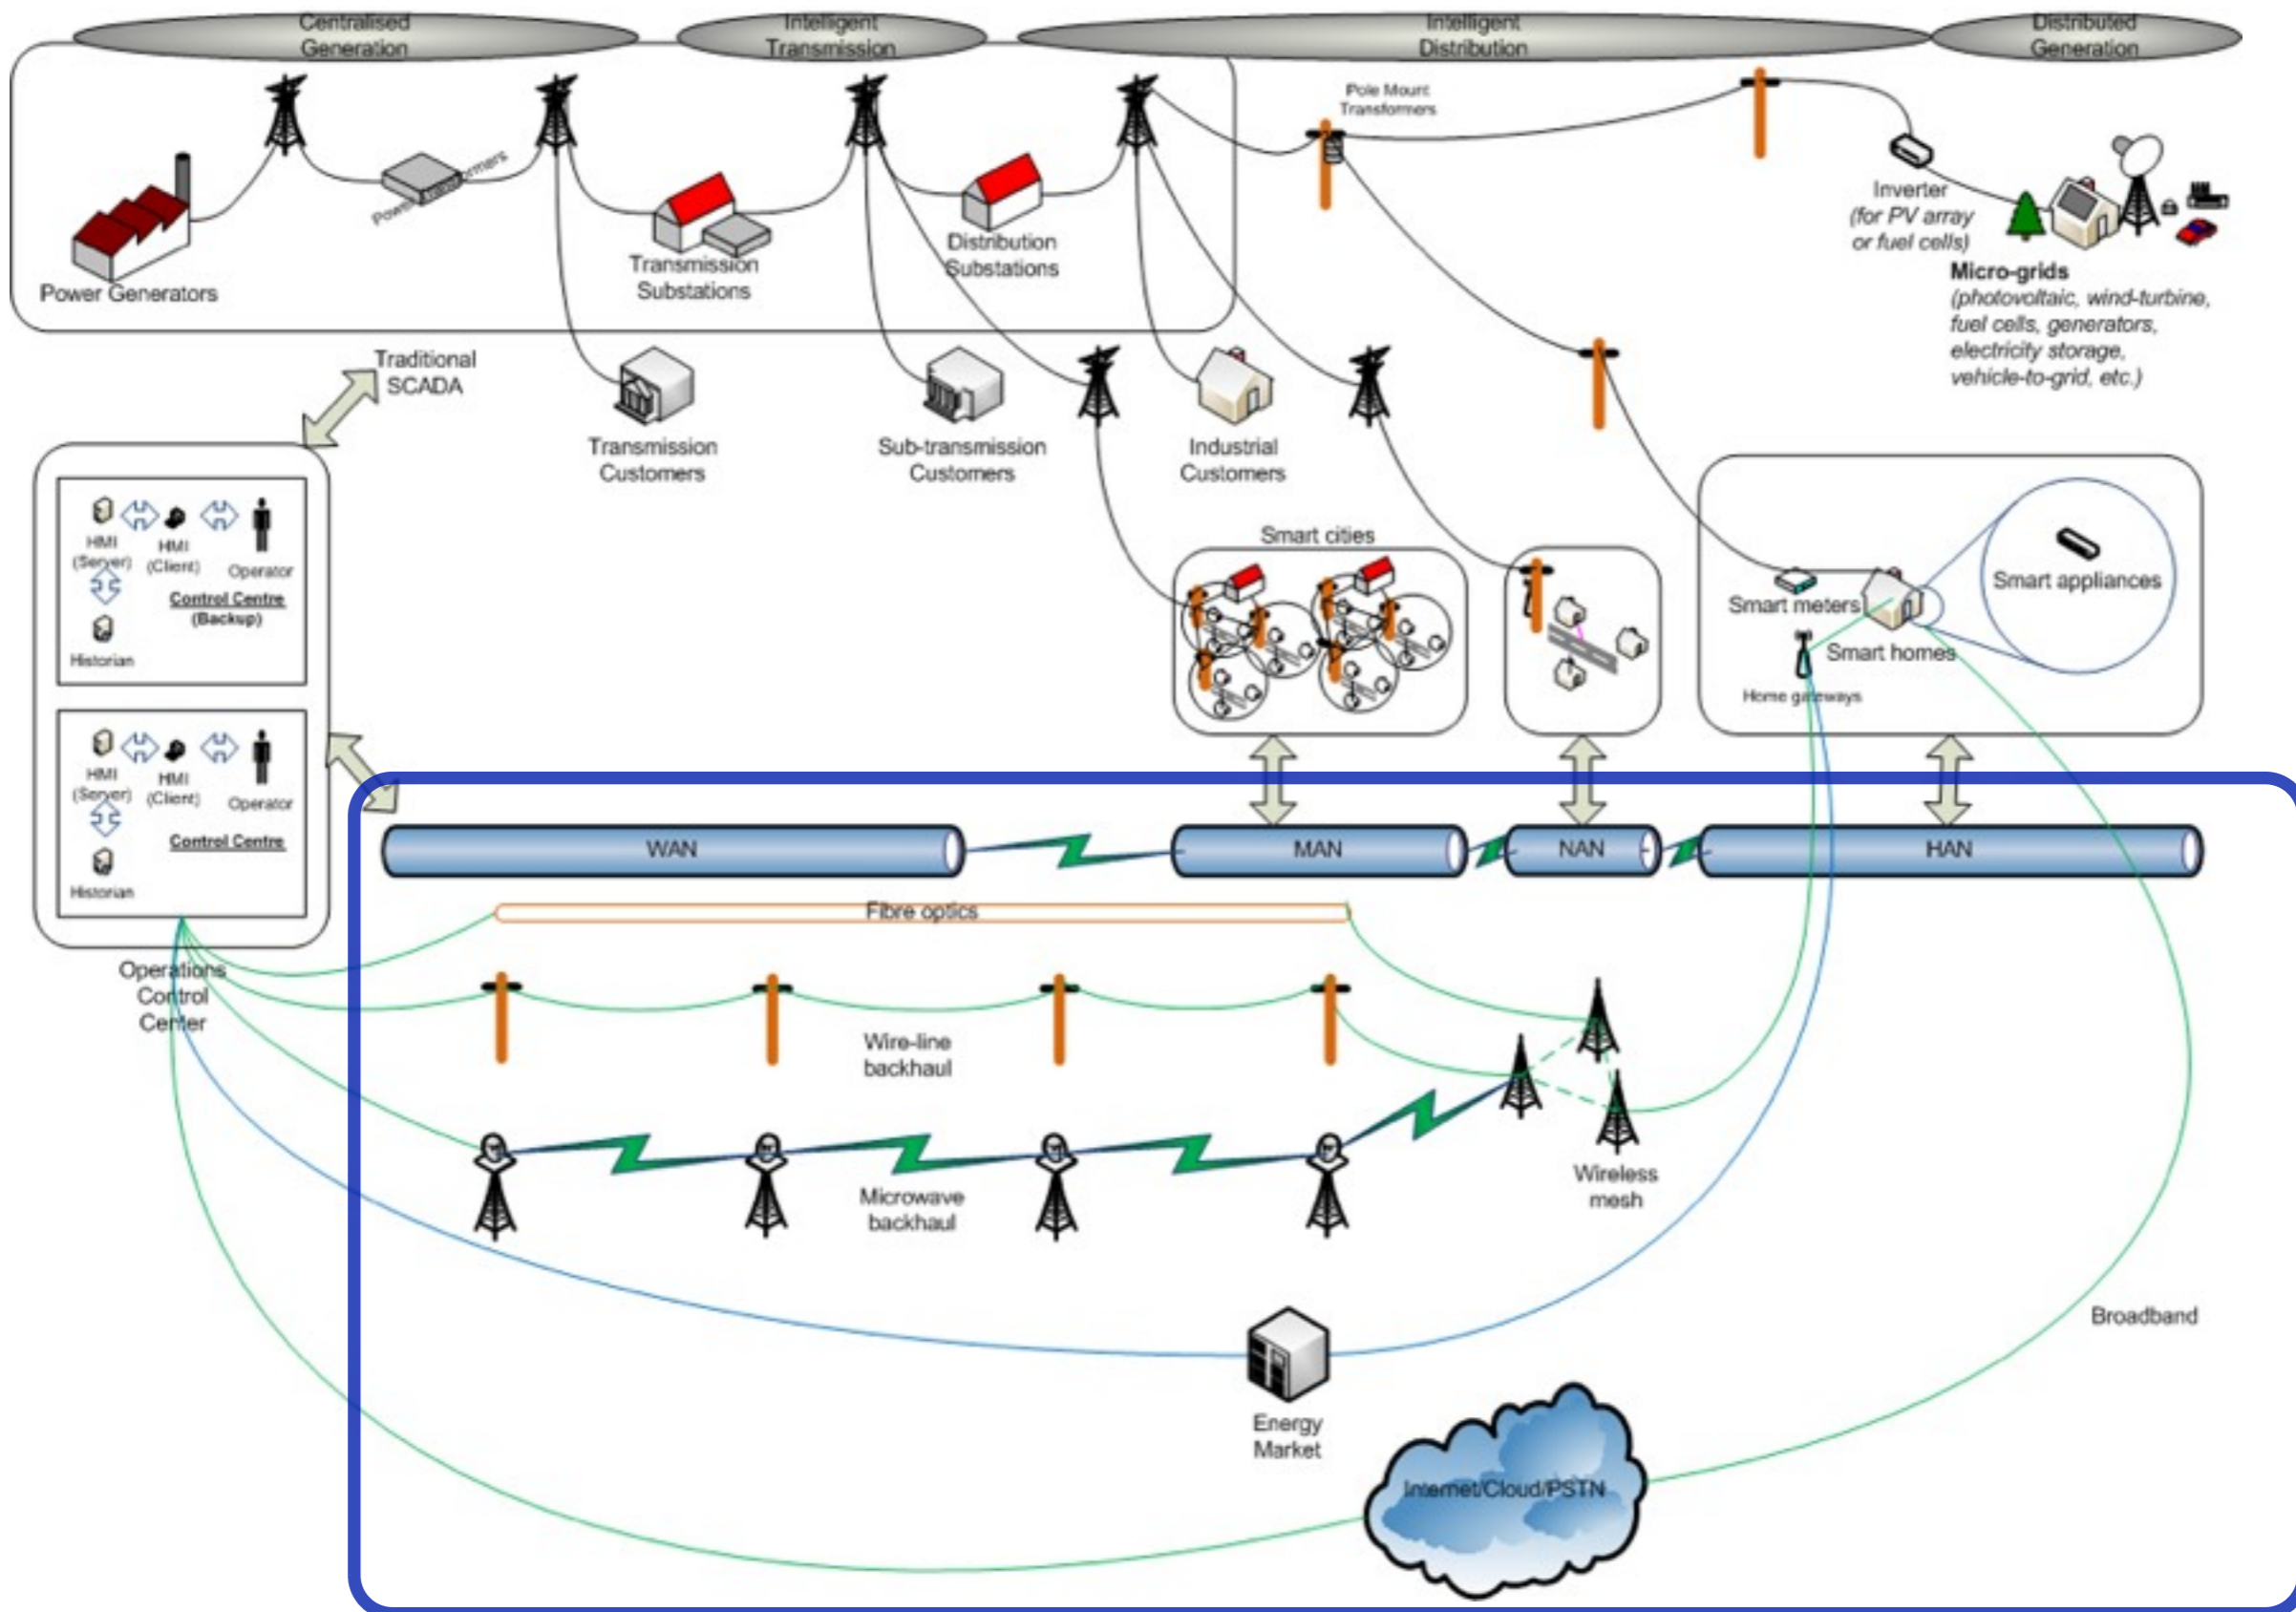 Centralised
Generation
Intelligent
Transmission
Intelligent
Distribution
Distributed
Generation
Pole Mount
Transformers
Power Transformers
Inverter
(for PV array
or fuel cells)
Power Generators
Transmission
Substations
Distribution
Substations
Micro-grids
(photovoltaic, wind-turbine,
fuel cells, generators,
electricity storage,
vehicle-to-grid, etc.)
Traditional
SCADA
Transmission
Customers
Sub-transmission
Customers
Industrial
Customers
HMI
(Server)
HMI
(Client)
Operator
Control Centre
(Backup)
Historian
Smart cities
Smart appliances
Smart meters
Smart homes
Home gateways
HMI
(Server)
HMI
(Client)
Operator
Control Centre
Historian
WAN
MAN
NAN
HAN
Fibre optics
Operations
Control
Center
Wire-line
backhaul
Microwave
backhaul
Wireless
mesh
Broadband
Energy
Market
Internet/Cloud/PSTN